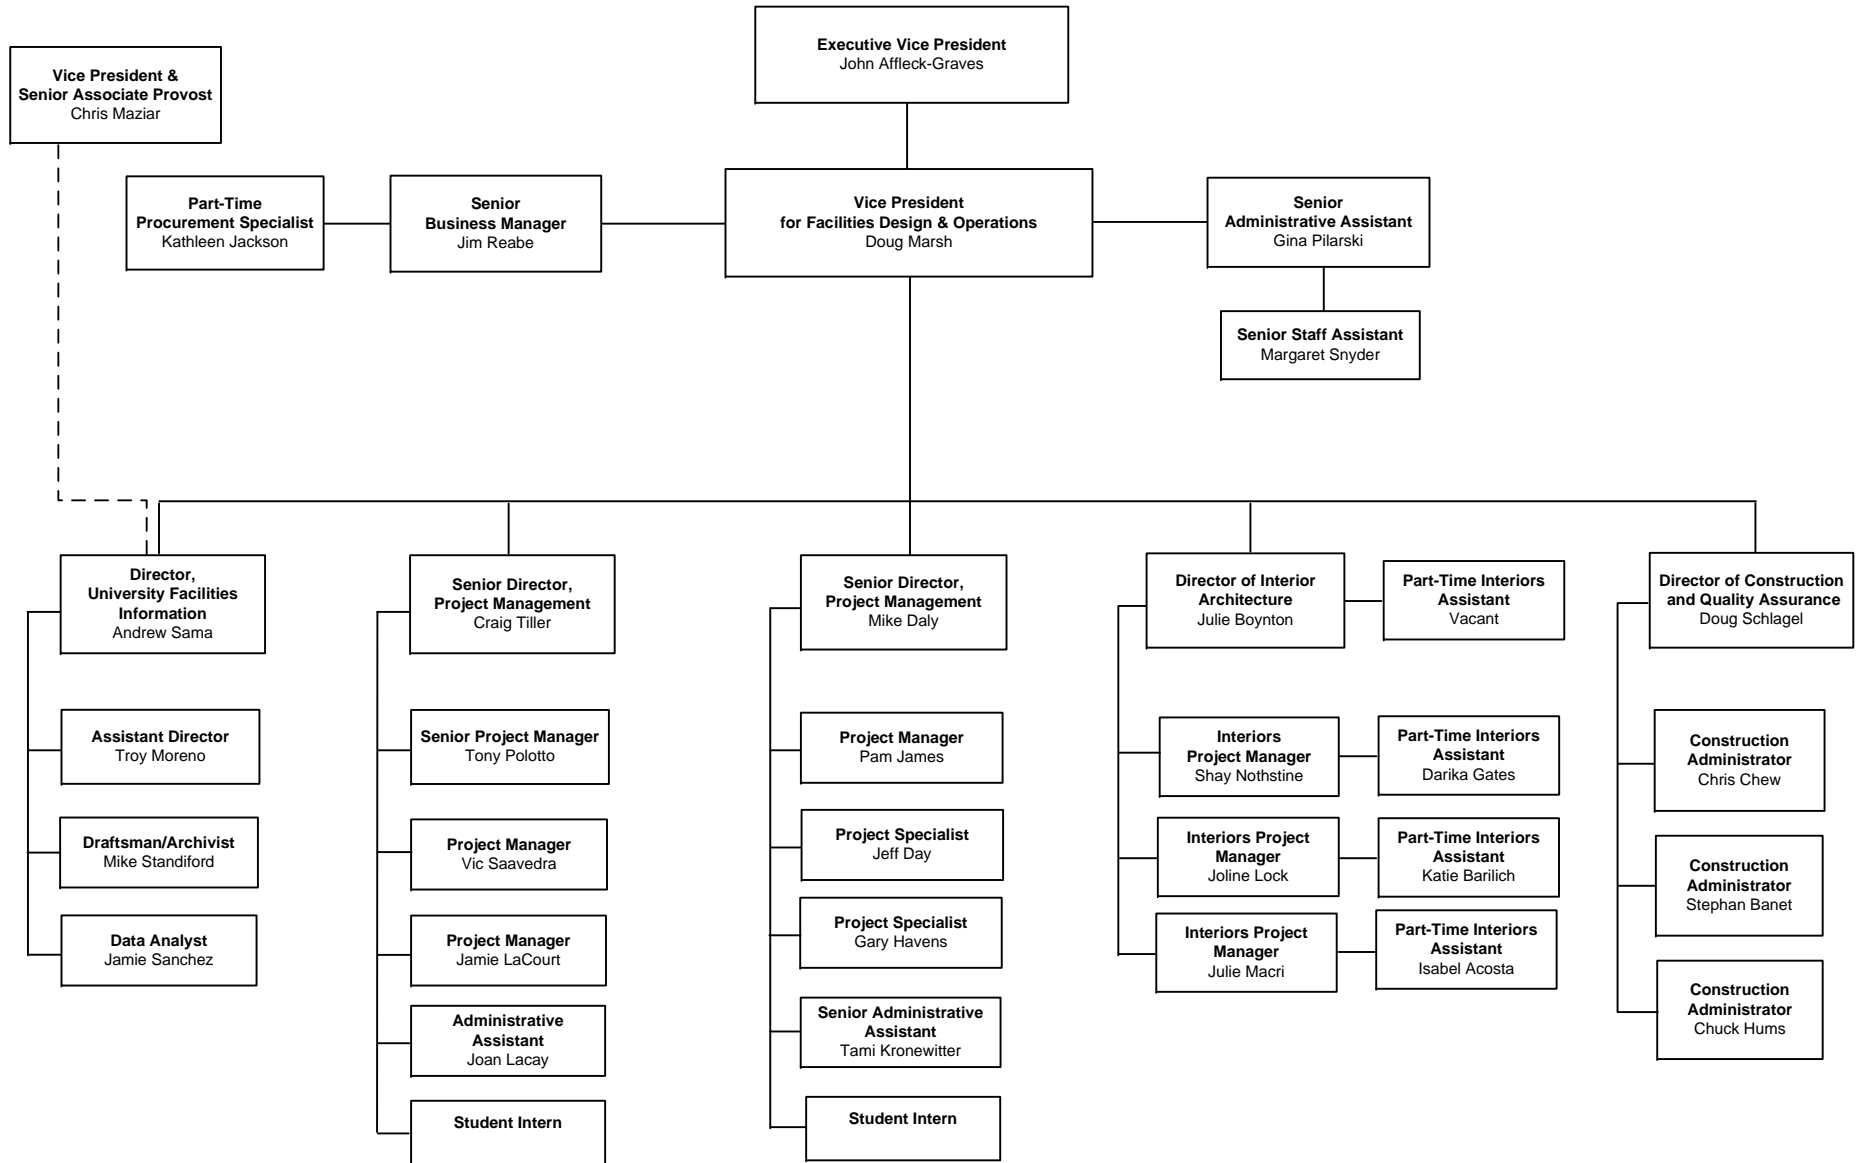 Executive Vice President
John Affleck-Graves
Vice President &
Senior Associate Provost
Chris Maziar
Part-Time
Procurement Specialist
Kathleen Jackson
Senior
Business Manager
Jim Reabe
Vice President
for Facilities Design & Operations
Doug Marsh
Senior
Administrative Assistant
Gina Pilarski
Senior Staff Assistant
Margaret Snyder
Director,
University Facilities
Information
Andrew Sama
Assistant Director
Troy Moreno
Draftsman/Archivist
Mike Standiford
Data Analyst
Jamie Sanchez
Senior Director,
Project Management
Craig Tiller
Senior Project Manager
Tony Polotto
Project Manager
Vic Saavedra
Project Manager
Jamie LaCourt
Administrative
Assistant
Joan Lacay
Student Intern
Senior Director,
Project Management
Mike Daly
Project Manager
Pam James
Project Specialist
Jeff Day
Project Specialist
Gary Havens
Senior Administrative
Assistant
Tami Kronewitter
Student Intern
Director of Interior
Architecture
Julie Boynton
Part-Time Interiors
Assistant
Vacant
Interiors
Project Manager
Shay Nothstine
Part-Time Interiors
Assistant
Darika Gates
Interiors Project
Manager
Joline Lock
Part-Time Interiors
Assistant
Katie Barilich
Interiors Project
Manager
Julie Macri
Part-Time Interiors
Assistant
Isabel Acosta
Director of Construction
and Quality Assurance
Doug Schlagel
Construction
Administrator
Chris Chew
Construction
Administrator
Stephan Banet
Construction
Administrator
Chuck Hums